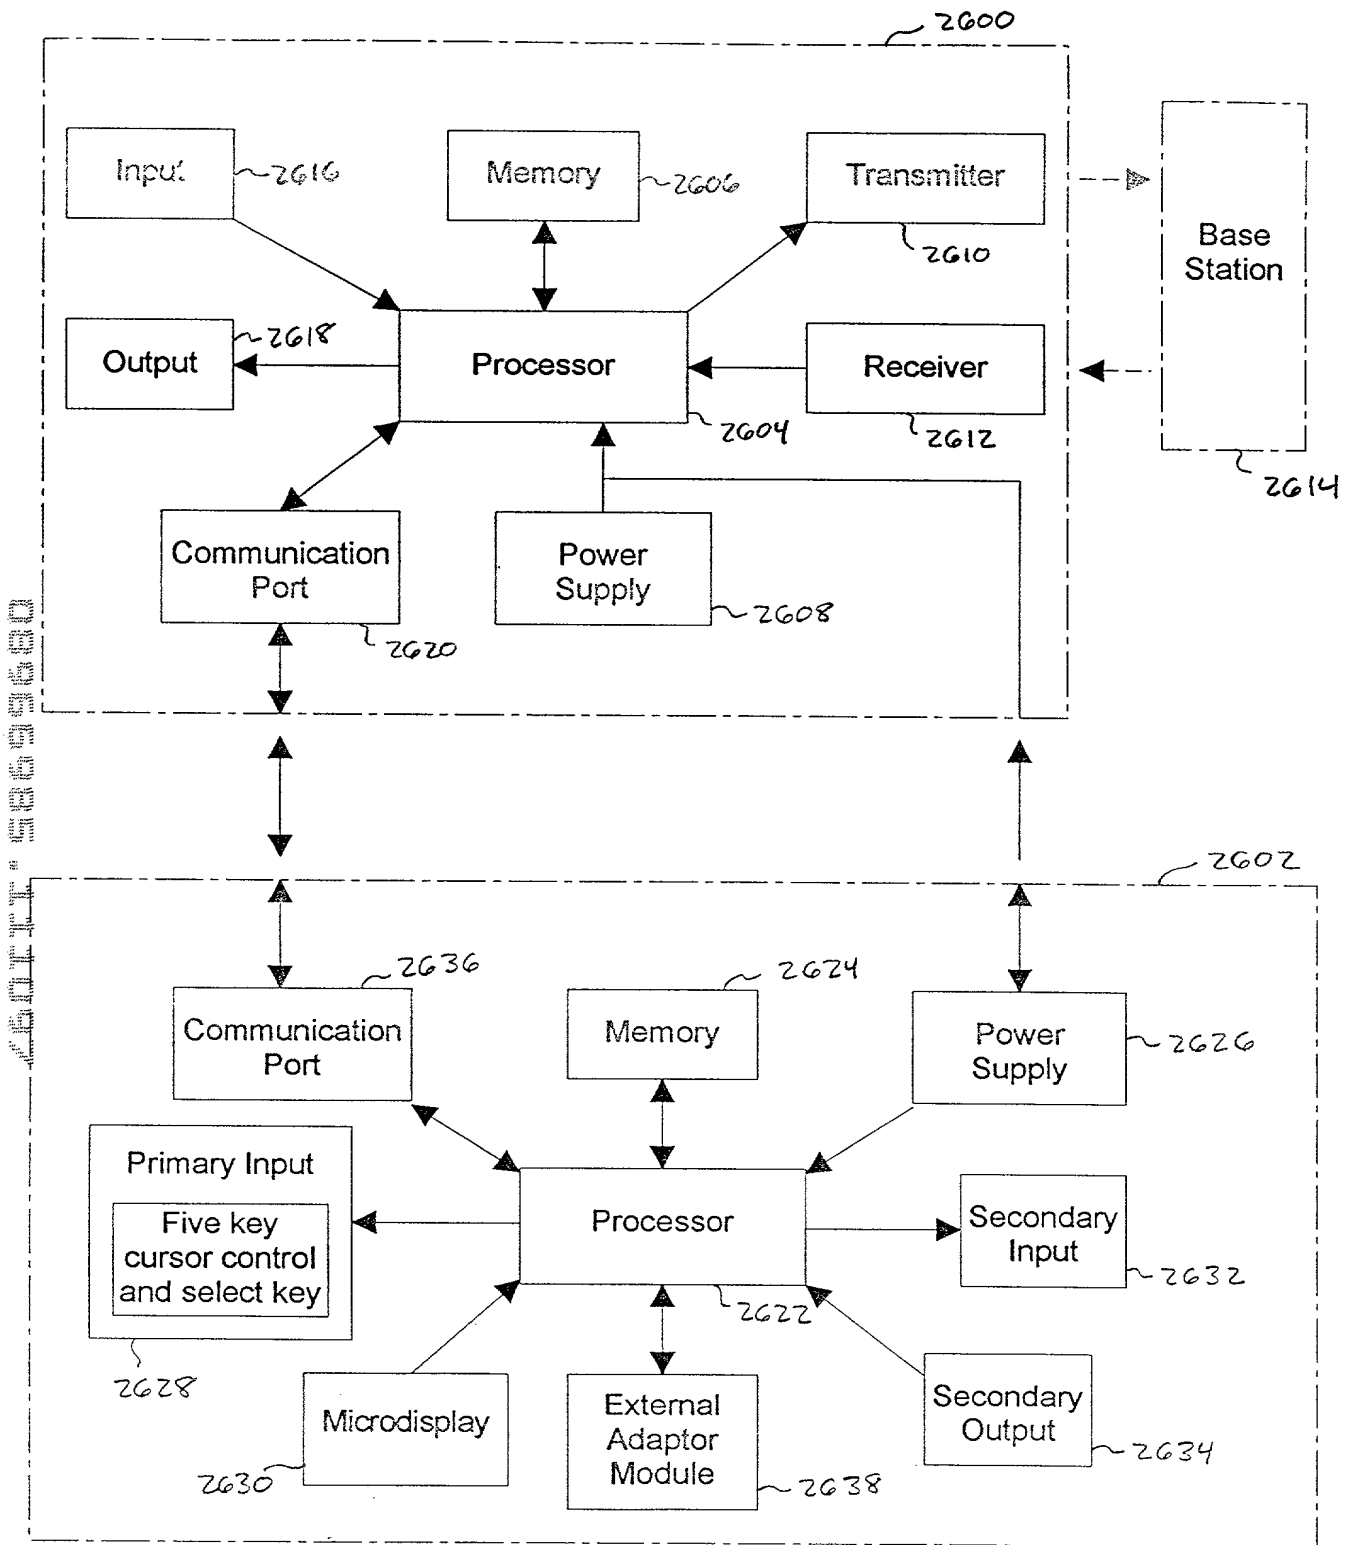 2600
Input
2616
Memory
2606
Transmitter
2610
Base
Station
2614
Output
2618
Processor
2604
Receiver
2612
Communication
Port
2620
Power
Supply
2608
2602
Communication
Port
2636
Memory
2624
Power
Supply
2626
Primary Input
Five key
cursor control
and select key
2628
Processor
2622
Secondary
Input
2632
Microdisplay
2630
External
Adaptor
Module
2638
Secondary
Output
2634